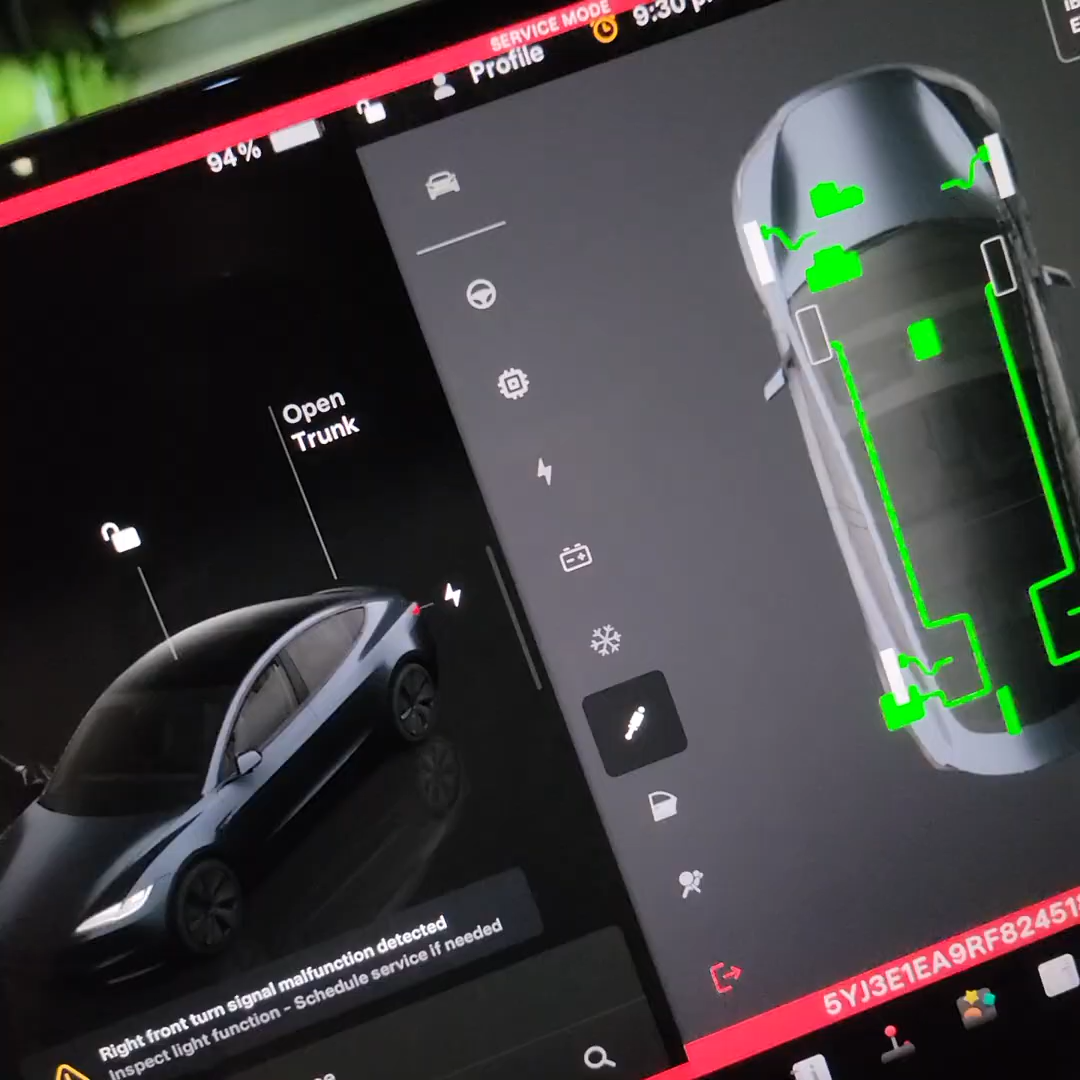 SERVICE MODE
9:30
Profile
94%
Open
Trunk
Right front turn signal malfunction detected
Inspect light function - Schedule service if needed